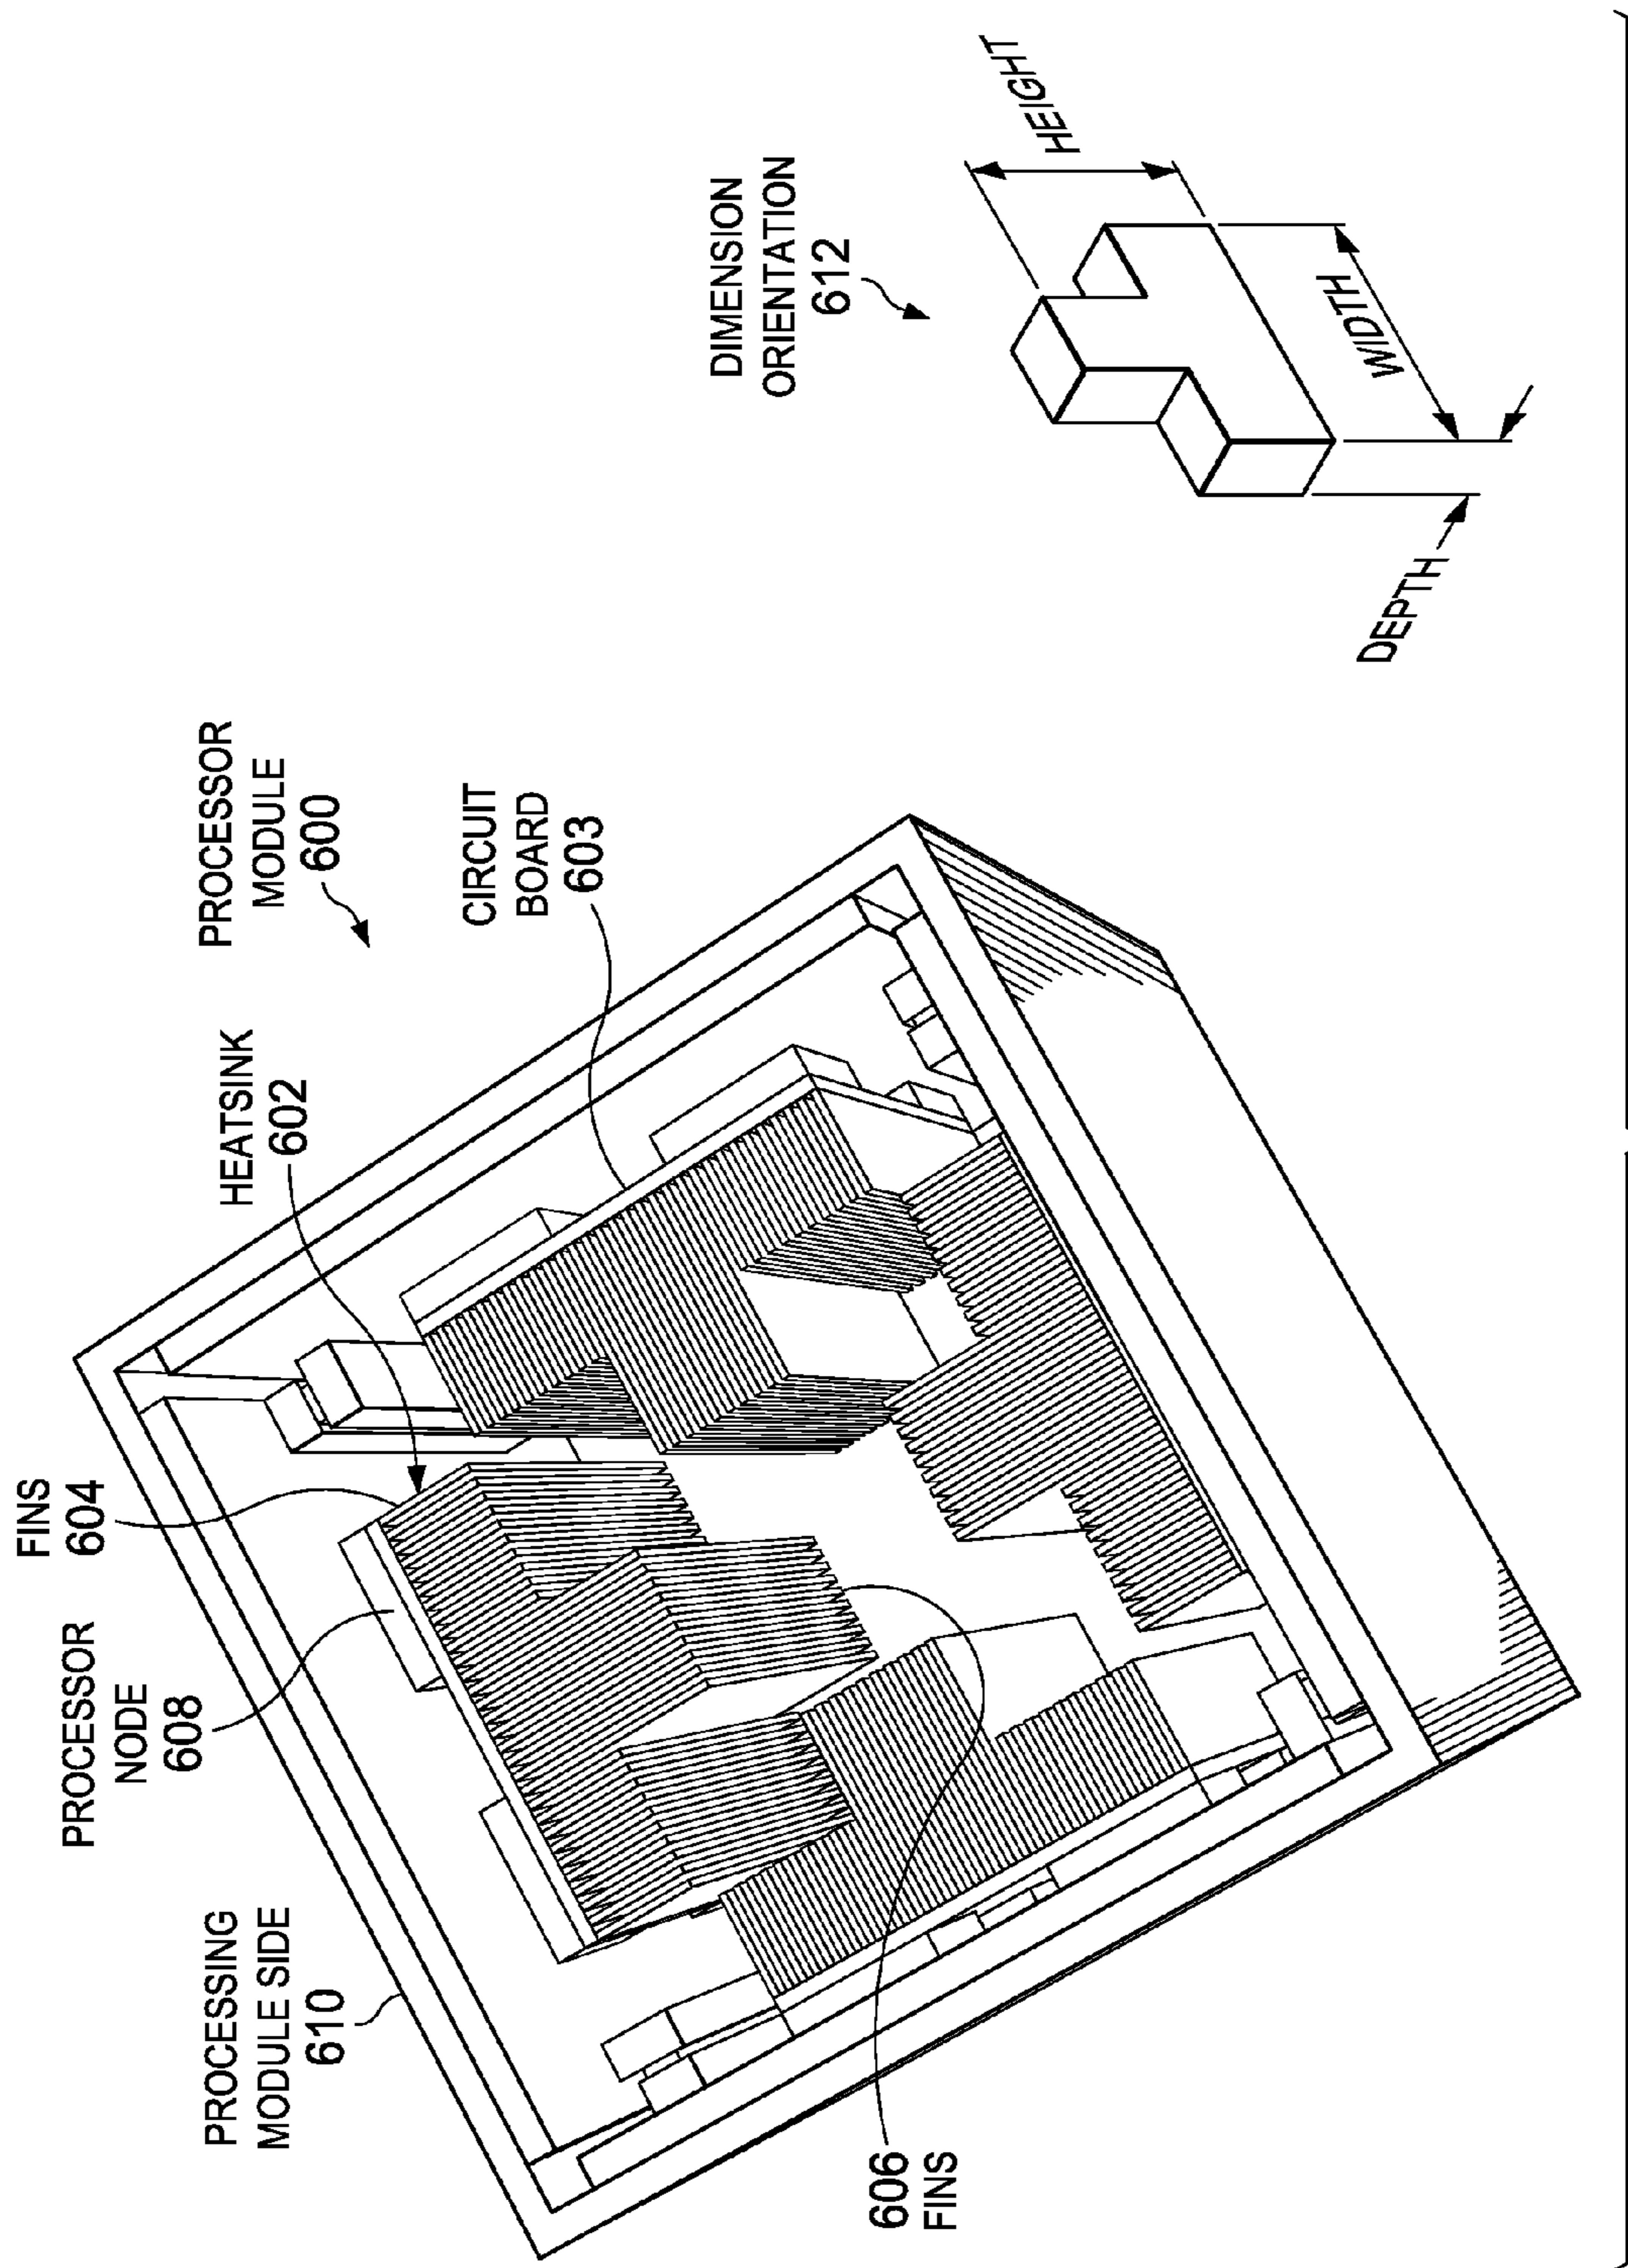 PROCESSING
MODULE SIDE
610
PROCESSOR
NODE
608
FINS
604
HEATSINK
602
PROCESSOR
MODULE
600
CIRCUIT
BOARD
603
606
FINS
DIMENSION
ORIENTATION
612
HEIGHT
WIDTH
DEPTH